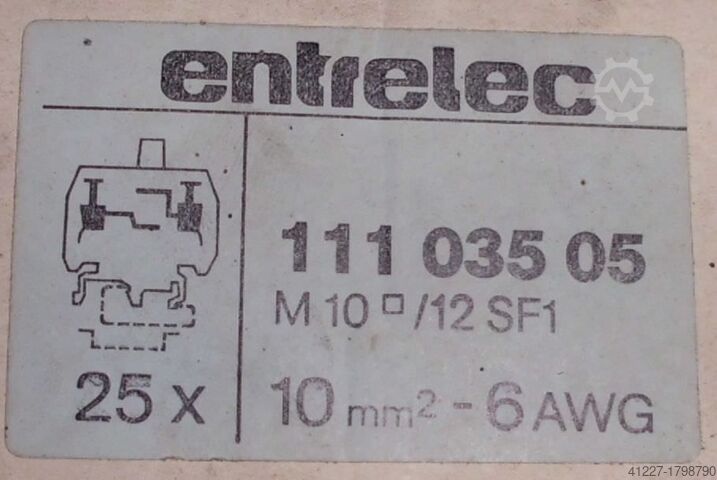 entrelec
111 035 05
M 10 □/12 SF1
25 x
10 mm² - 6 AWG
41227-1798790